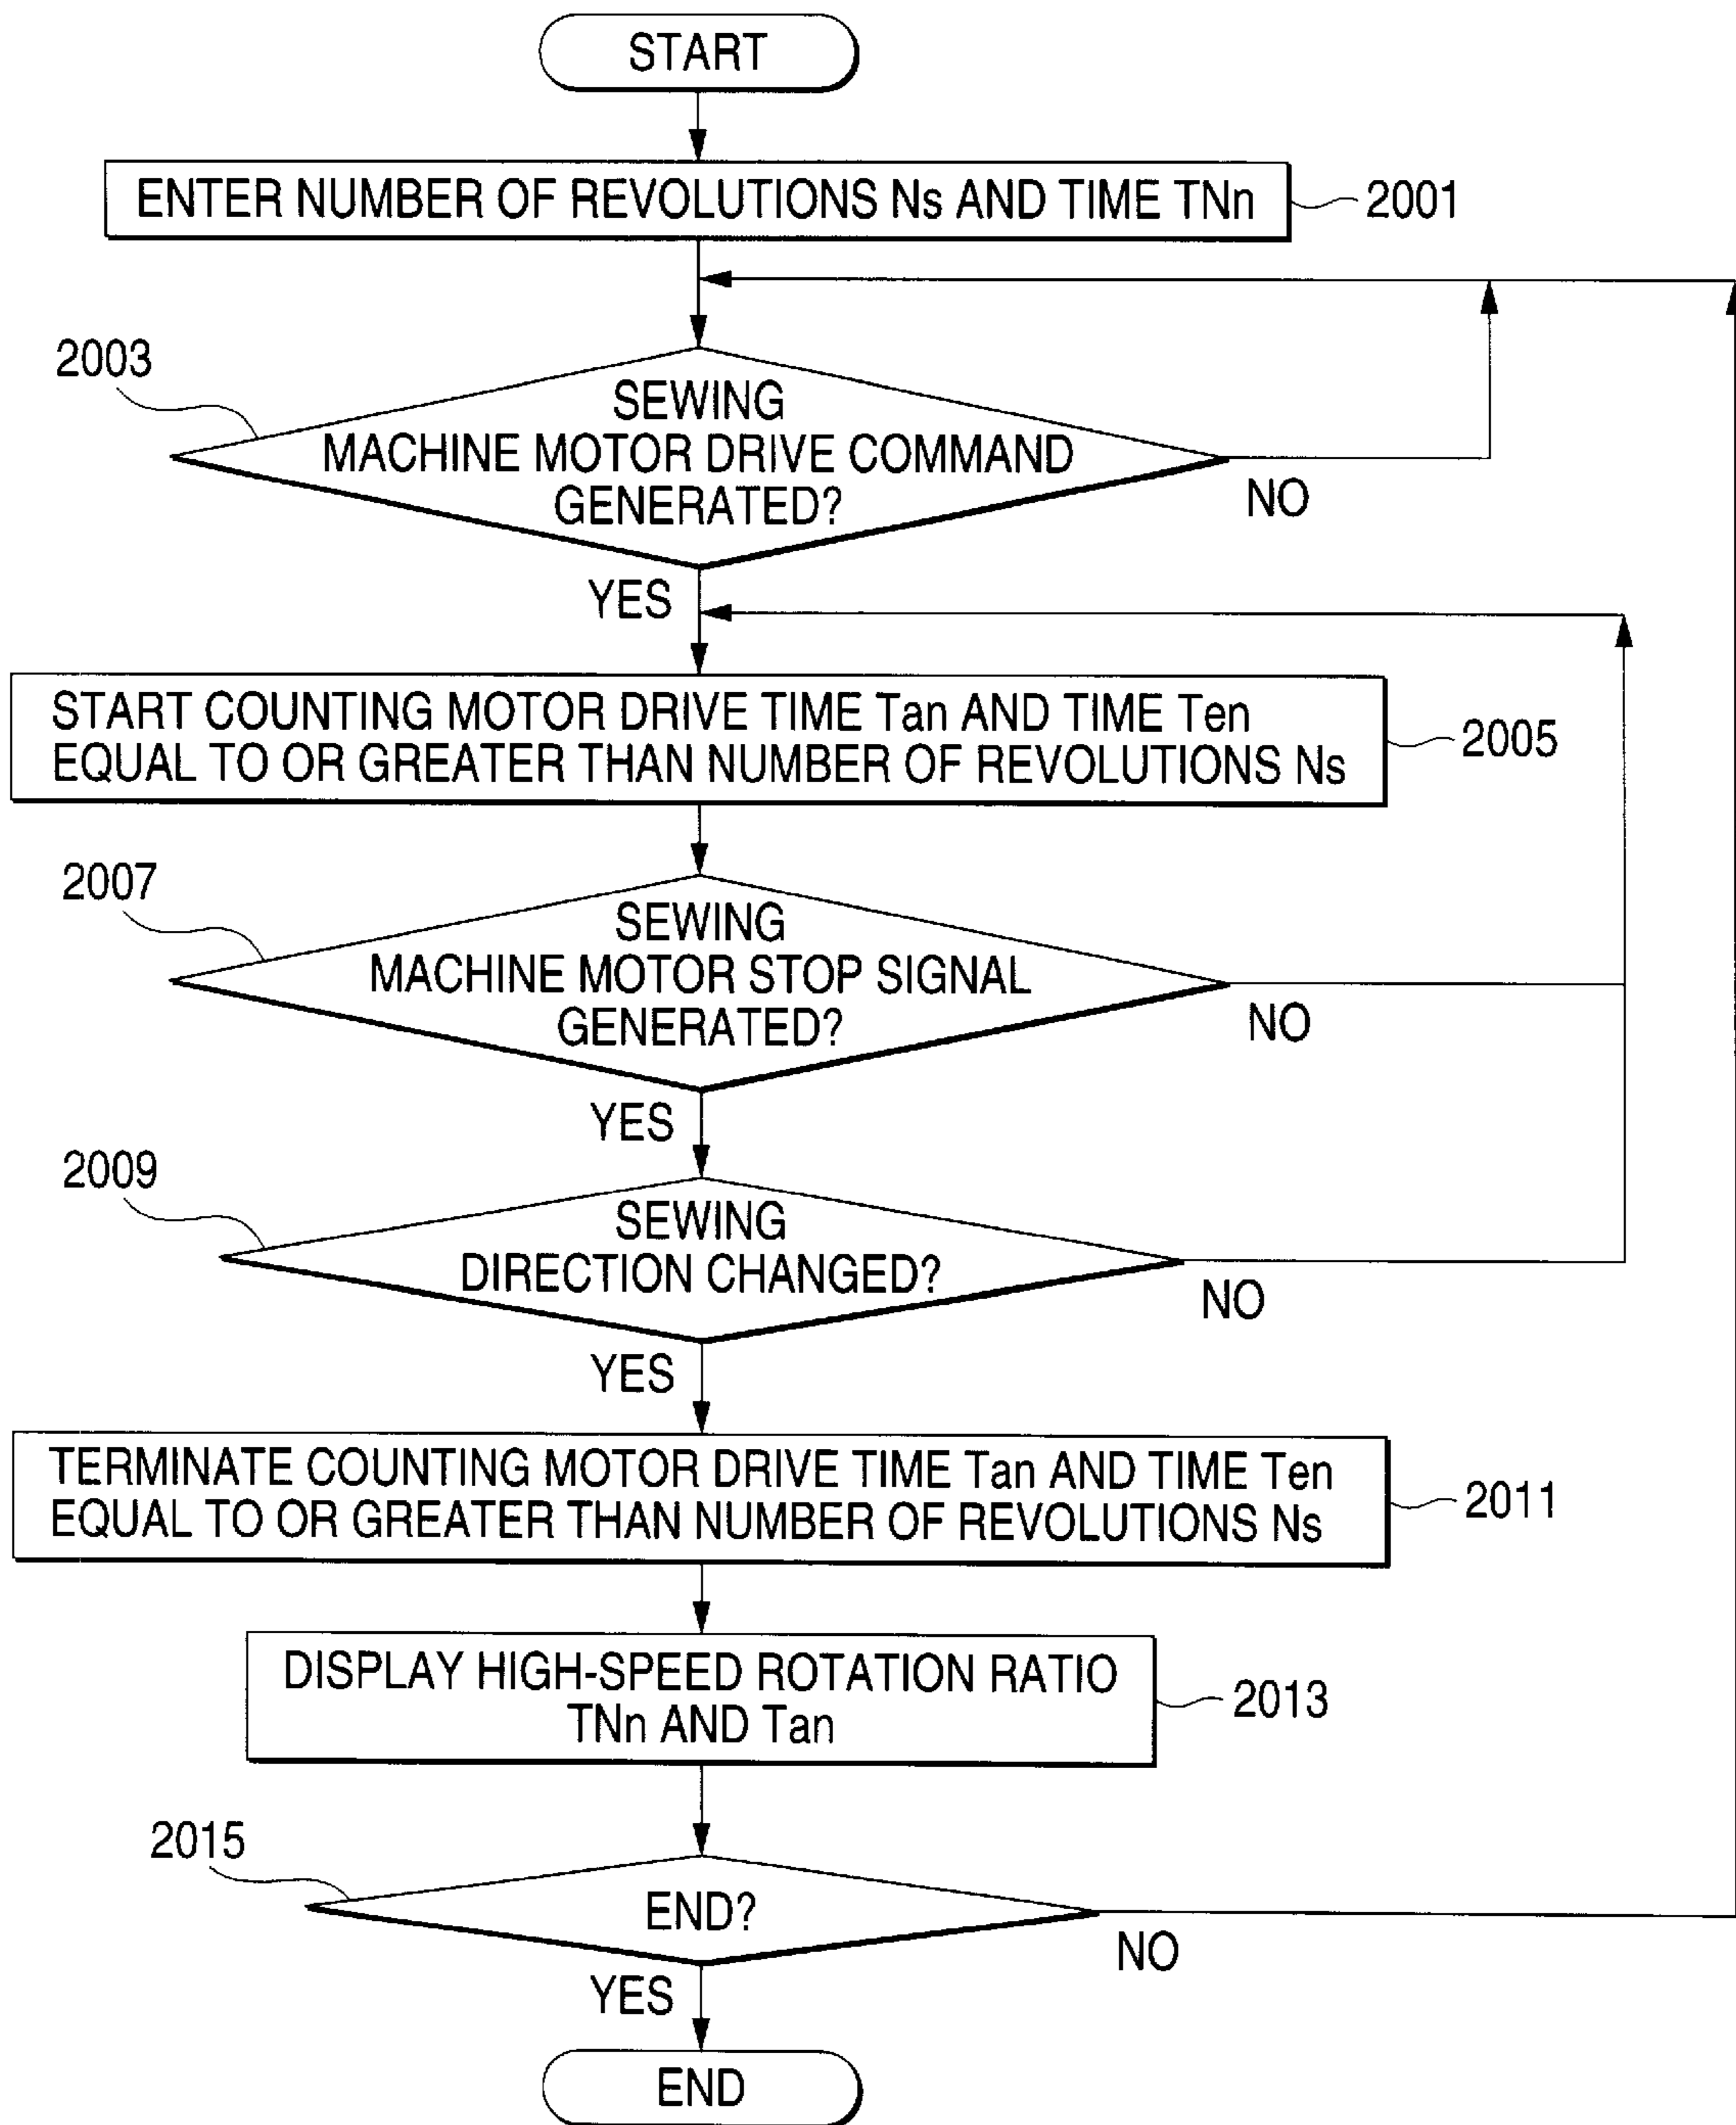 START
ENTER NUMBER OF REVOLUTIONS Ns AND TIME TNn
2001
2003
SEWING
MACHINE MOTOR DRIVE COMMAND
GENERATED?
NO
YES
START COUNTING MOTOR DRIVE TIME Tan AND TIME Ten
EQUAL TO OR GREATER THAN NUMBER OF REVOLUTIONS Ns
2005
2007
SEWING
MACHINE MOTOR STOP SIGNAL
GENERATED?
NO
YES
2009
SEWING
DIRECTION CHANGED?
NO
YES
TERMINATE COUNTING MOTOR DRIVE TIME Tan AND TIME Ten
EQUAL TO OR GREATER THAN NUMBER OF REVOLUTIONS Ns
2011
DISPLAY HIGH-SPEED ROTATION RATIO
TNn AND Tan
2013
2015
END?
NO
YES
END